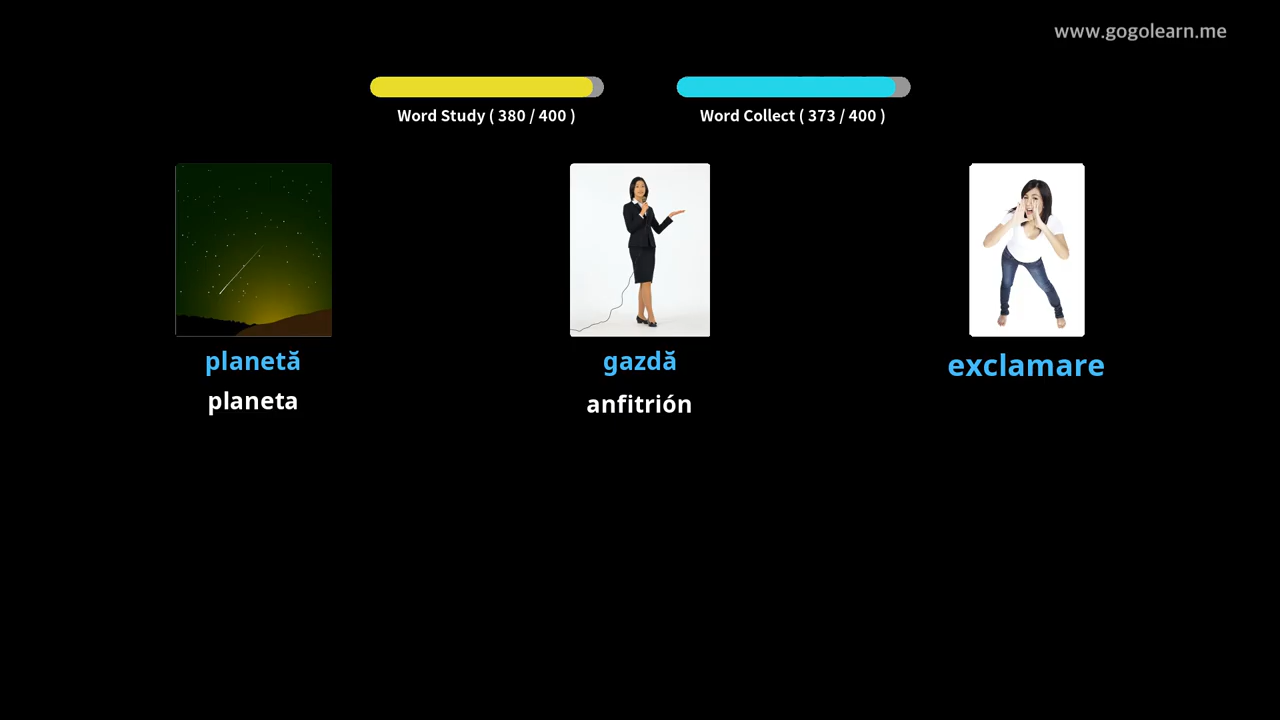 www.gogolearn.me
Word Study ( 380 / 400 )
Word Collect ( 373 / 400 )
planetă
gazdă
exclamare
planeta
anfitrión